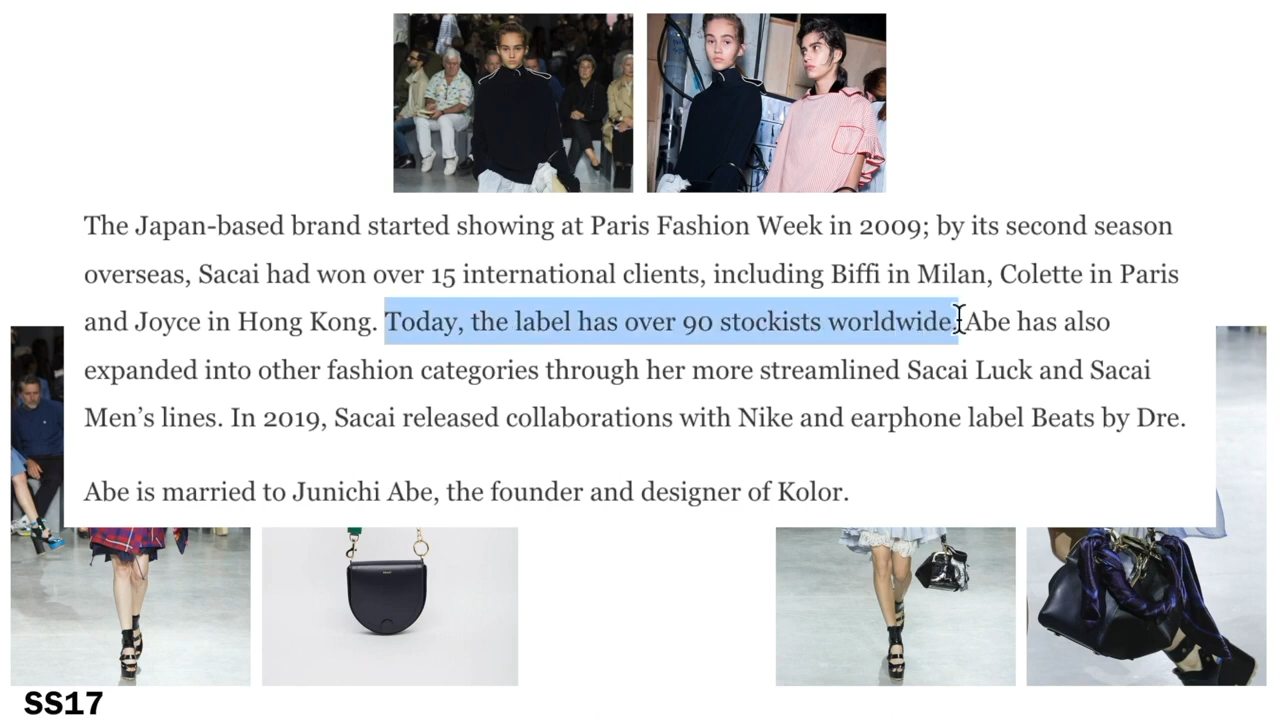 The Japan-based brand started showing at Paris Fashion Week in 2009; by its second season
overseas, Sacai had won over 15 international clients, including Biffi in Milan, Colette in Paris
and Joyce in Hong Kong. Today, the label has over 90 stockists worldwide. Abe has also
expanded into other fashion categories through her more streamlined Sacai Luck and Sacai
Men’s lines. In 2019, Sacai released collaborations with Nike and earphone label Beats by Dre.
Abe is married to Junichi Abe, the founder and designer of Kolor.
SS17